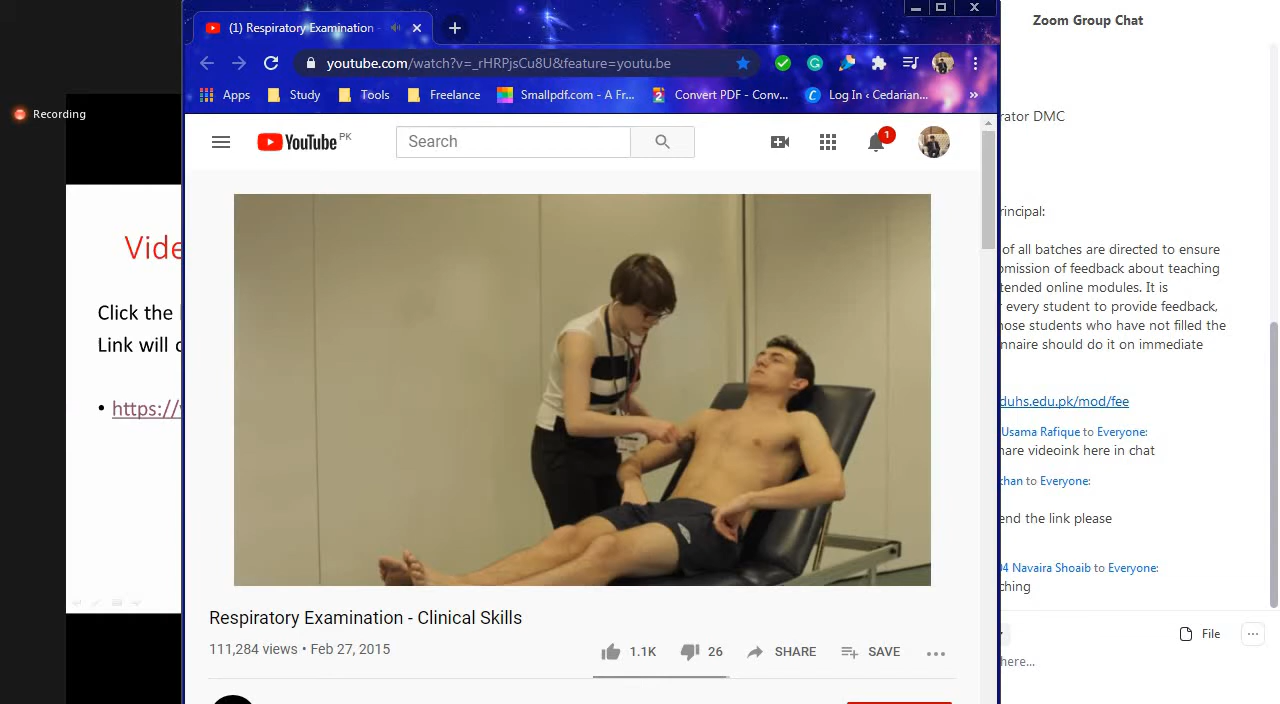 (1) Respiratory Examination -
youtube.com/watch?v=_rHRPjsCu8U&feature=youtu.be
Apps Study Tools Freelance Smallpdf.com - A Fr... Convert PDF - Conv... Log In ‹ Cedarian... »
Recording
YouTube PK
Search
1
Vide
Click the
Link will
https://
Respiratory Examination - Clinical Skills
111,284 views • Feb 27, 2015
1.1K 26 SHARE SAVE
Zoom Group Chat
rator DMC
rincipal:
of all batches are directed to ensure
mission of feedback about teaching
tended online modules. It is
every student to provide feedback,
hose students who have not filled the
nnaire should do it on immediate
duhs.edu.pk/mod/fee
Usama Rafique to Everyone:
hare videoink here in chat
khan to Everyone:
end the link please
04 Navaira Shoaib to Everyone:
ching
File
here...